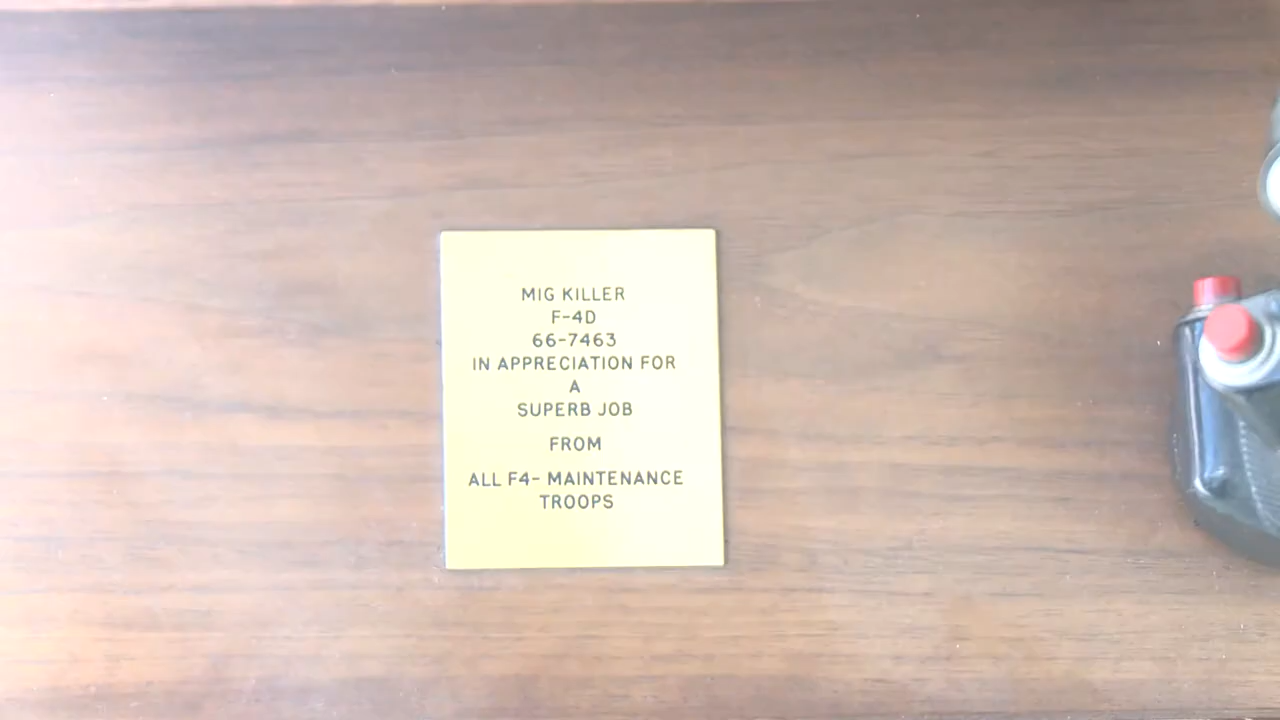 MIG KILLER
F-4D
66-7463
IN APPRECIATION FOR
A
SUPERB JOB
FROM
ALL F4- MAINTENANCE
TROOPS